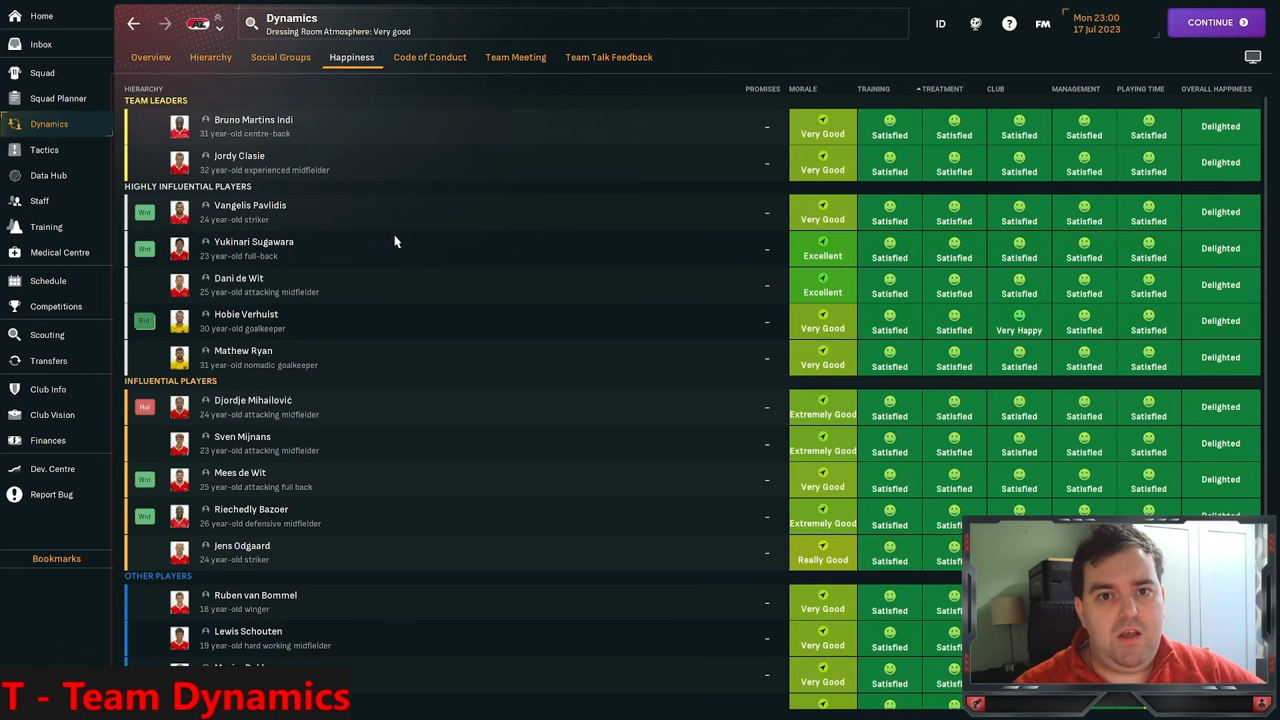 Home
Inbox
Squad
Squad Planner
Dynamics
Tactics
Data Hub
Staff
Training
Medical Centre
Schedule
Competitions
Scouting
Transfers
Club Info
Club Vision
Finances
Dev. Centre
Report Bug
Bookmarks
AZ
Dynamics
Dressing Room Atmosphere: Very good
ID
FM
Mon 23:00
17 Jul 2023
CONTINUE
Overview Hierarchy Social Groups Happiness Code of Conduct Team Meeting Team Talk Feedback
HIERARCHY PROMISES MORALE TRAINING TREATMENT CLUB MANAGEMENT PLAYING TIME OVERALL HAPPINESS
TEAM LEADERS
Bruno Martins Indi
31 year-old centre-back
– Very Good Satisfied Satisfied Satisfied Satisfied Satisfied Delighted
Jordy Clasie
32 year-old experienced midfielder
– Very Good Satisfied Satisfied Satisfied Satisfied Satisfied Delighted
HIGHLY INFLUENTIAL PLAYERS
Wnt Vangelis Pavlidis
24 year-old striker
– Very Good Satisfied Satisfied Satisfied Satisfied Satisfied Delighted
Wnt Yukinari Sugawara
23 year-old full-back
– Excellent Satisfied Satisfied Satisfied Satisfied Satisfied Delighted
Dani de Wit
25 year-old attacking midfielder
– Excellent Satisfied Satisfied Satisfied Satisfied Satisfied Delighted
Bid Hobie Verhulst
30 year-old goalkeeper
– Very Good Satisfied Satisfied Very Happy Satisfied Satisfied Delighted
Mathew Ryan
31 year-old nomadic goalkeeper
– Very Good Satisfied Satisfied Satisfied Satisfied Satisfied Delighted
INFLUENTIAL PLAYERS
Hol Djordje Mihailović
24 year-old attacking midfielder
– Extremely Good Satisfied Satisfied Satisfied Satisfied Satisfied Delighted
Sven Mijnans
23 year-old attacking midfielder
– Extremely Good Satisfied Satisfied Satisfied Satisfied Satisfied Delighted
Wnt Mees de Wit
25 year-old attacking full back
– Very Good Satisfied Satisfied Satisfied Satisfied Satisfied Delighted
Wnt Riechedly Bazoer
26 year-old defensive midfielder
– Extremely Good Satisfied Delighted
Jens Odgaard
24 year-old striker
– Really Good Satisfied
OTHER PLAYERS
Ruben van Bommel
18 year-old winger
– Very Good Satisfied
Lewis Schouten
19 year-old hard working midfielder
– Very Good Satisfied
– Very Good Satisfied
T - Team Dynamics